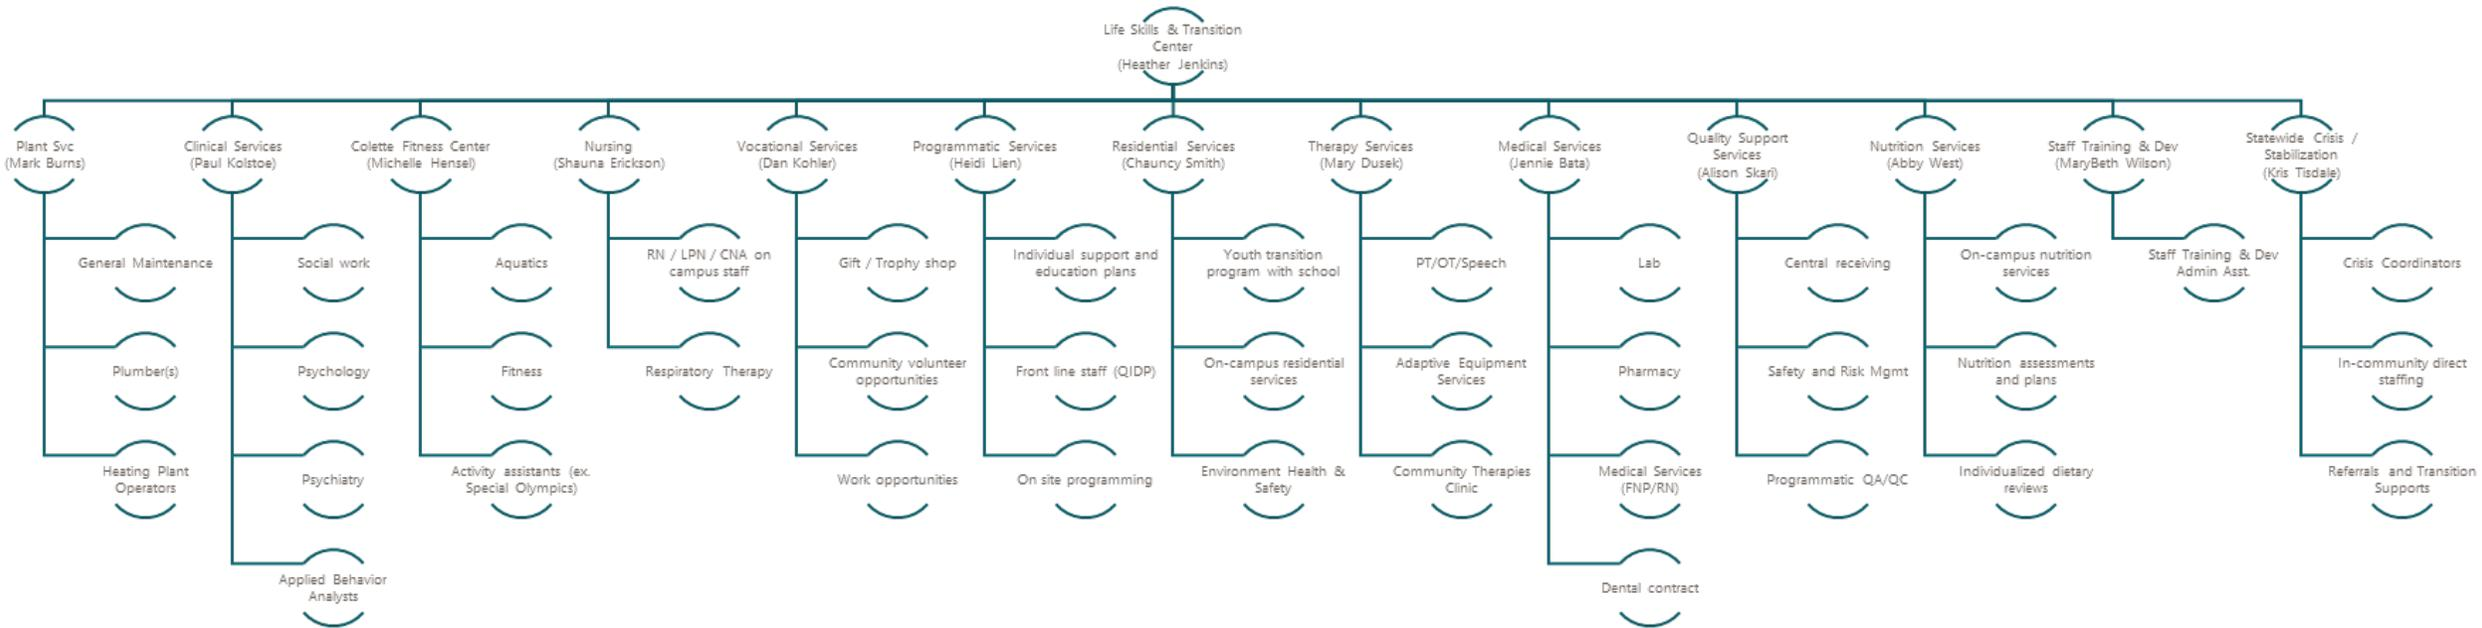 Life Skills & Transition
Center
(Heather Jenkins)
Plant Svc
(Mark Burns)
Clinical Services
(Paul Kolstoe)
Colette Fitness Center
(Michelle Hensel)
Nursing
(Shauna Erickson)
Vocational Services
(Dan Kohler)
Programmatic Services
(Heidi Lien)
Residential Services
(Chauncy Smith)
Therapy Services
(Mary Dusek)
Medical Services
(Jennie Bata)
Quality Support
Services
(Alison Skari)
Nutrition Services
(Abby West)
Staff Training & Dev
(MaryBeth Wilson)
Statewide Crisis /
Stabilization
(Kris Tisdale)
General Maintenance
Social work
Aquatics
RN / LPN / CNA on
campus staff
Gift / Trophy shop
Individual support and
education plans
Youth transition
program with school
PT/OT/Speech
Lab
Central receiving
On-campus nutrition
services
Staff Training & Dev
Admin Asst.
Crisis Coordinators
Plumber(s)
Psychology
Fitness
Respiratory Therapy
Community volunteer
opportunities
Front line staff (QIDP)
On-campus residential
services
Adaptive Equipment
Services
Pharmacy
Safety and Risk Mgmt
Nutrition assessments
and plans
In-community direct
staffing
Heating Plant
Operators
Psychiatry
Activity assistants (ex.
Special Olympics)
Work opportunities
On site programming
Environment Health &
Safety
Community Therapies
Clinic
Medical Services
(FNP/RN)
Programmatic QA/QC
Individualized dietary
reviews
Referrals and Transition
Supports
Applied Behavior
Analysts
Dental contract